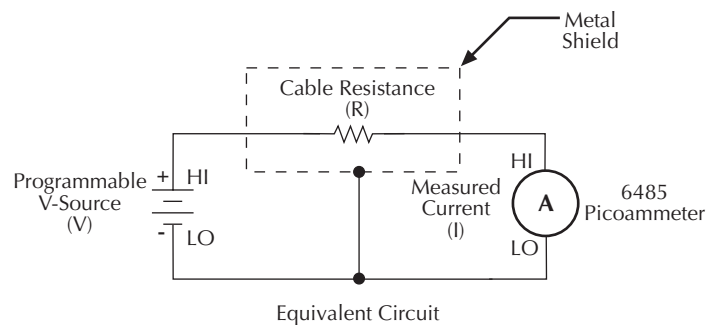 Metal
Shield
Cable Resistance
(R)
Programmable
V-Source
(V)
+ HI
- LO
Measured
Current
(I)
HI
A
LO
6485
Picoammeter
Equivalent Circuit